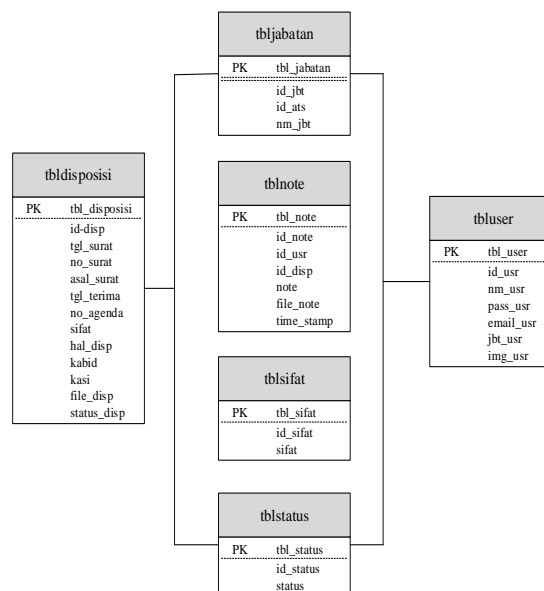 tbljabatan
PK tbl_jabatan
id_jbt
id_ats
nm_jbt
tbldisposisi
PK tbl_disposisi
id-disp
tgl_surat
no_surat
asal_surat
tgl_terima
no_agenda
sifat
hal_disp
kabid
kasi
file_disp
status_disp
tblnote
PK tbl_note
id_note
id_usr
id_disp
note
file_note
time_stamp
tbluser
PK tbl_user
id_usr
nm_usr
pass_usr
email_usr
jbt_usr
img_usr
tblsifat
PK tbl_sifat
id_sifat
sifat
tblstatus
PK tbl_status
id_status
status